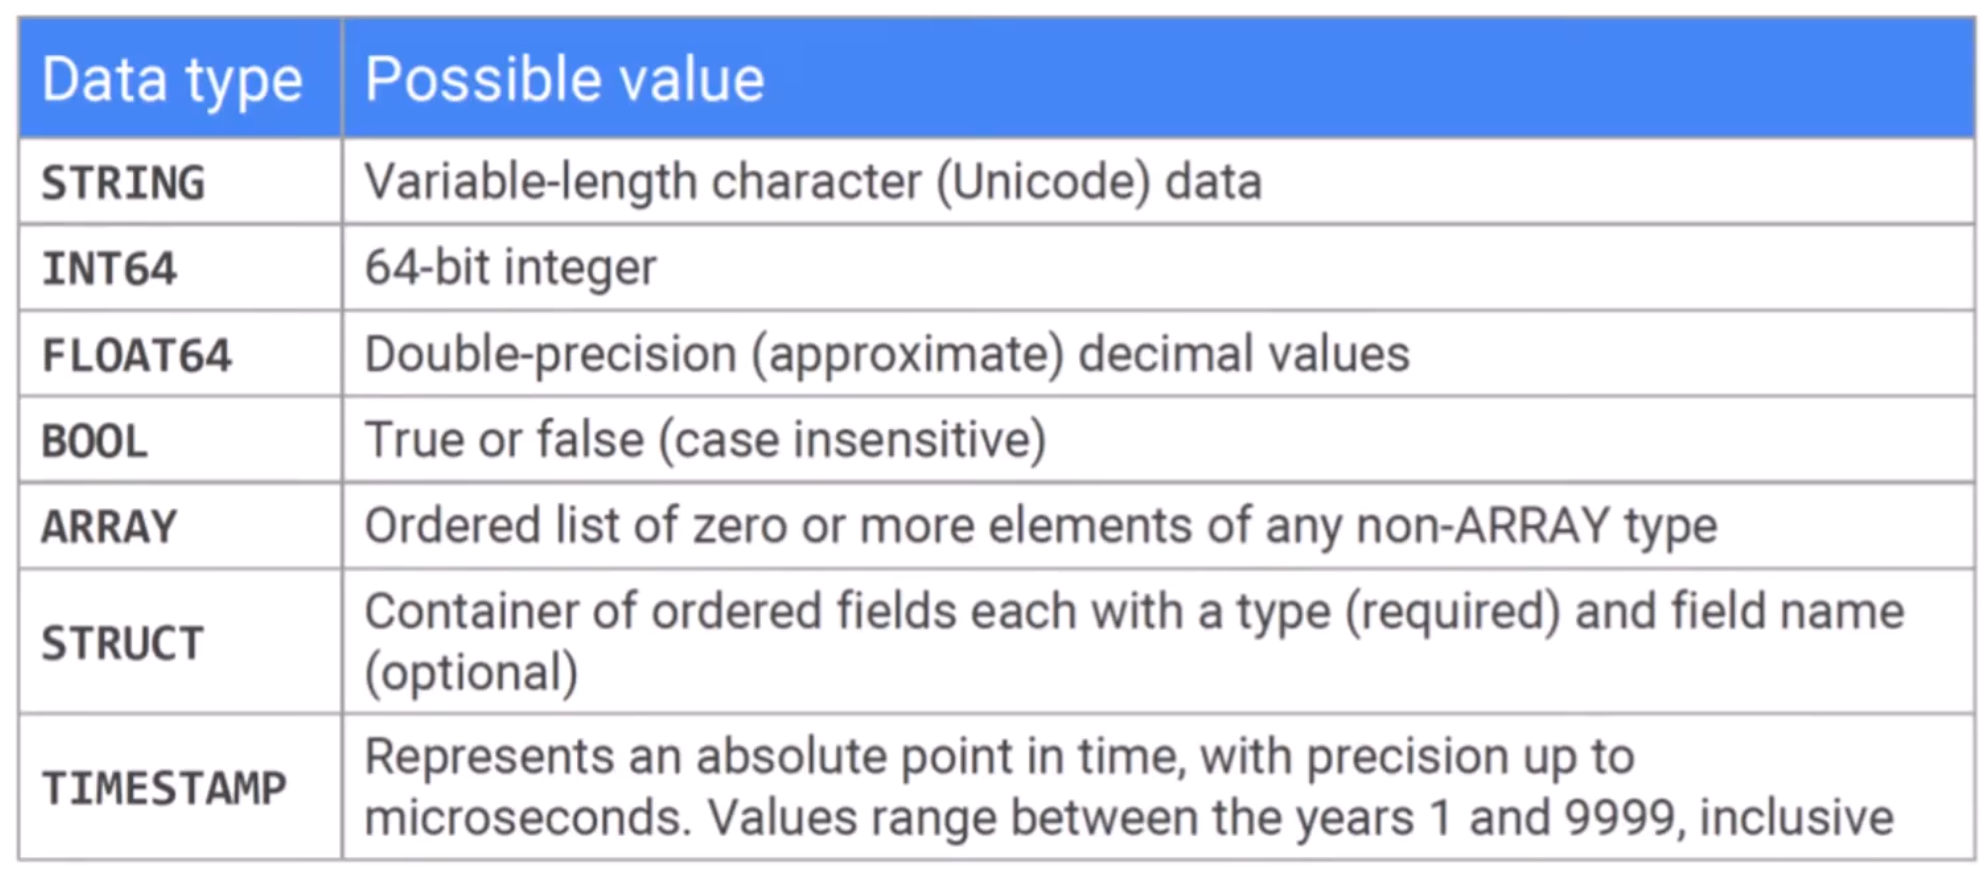 Data type Possible value
STRING Variable-length character (Unicode) data
INT64 64-bit integer
FLOAT64 Double-precision (approximate) decimal values
BOOL True or false (case insensitive)
ARRAY Ordered list of zero or more elements of any non-ARRAY type
STRUCT Container of ordered fields each with a type (required) and field name
(optional)
TIMESTAMP Represents an absolute point in time, with precision up to
microseconds. Values range between the years 1 and 9999, inclusive